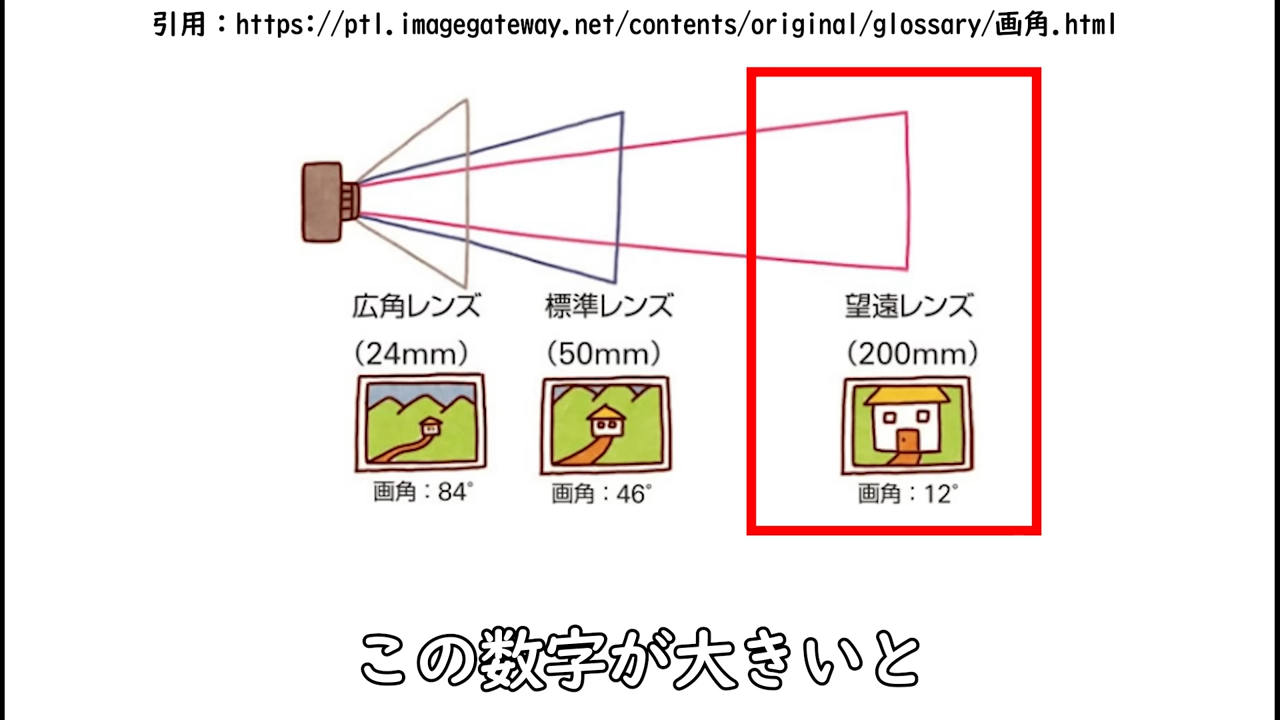 引用：https://ptl.imagegateway.net/contents/original/glossary/画角.html
広角レンズ 標準レンズ 望遠レンズ
（24mm） （50mm） （200mm）
画角：84° 画角：46° 画角：12°
この数字が大きいと